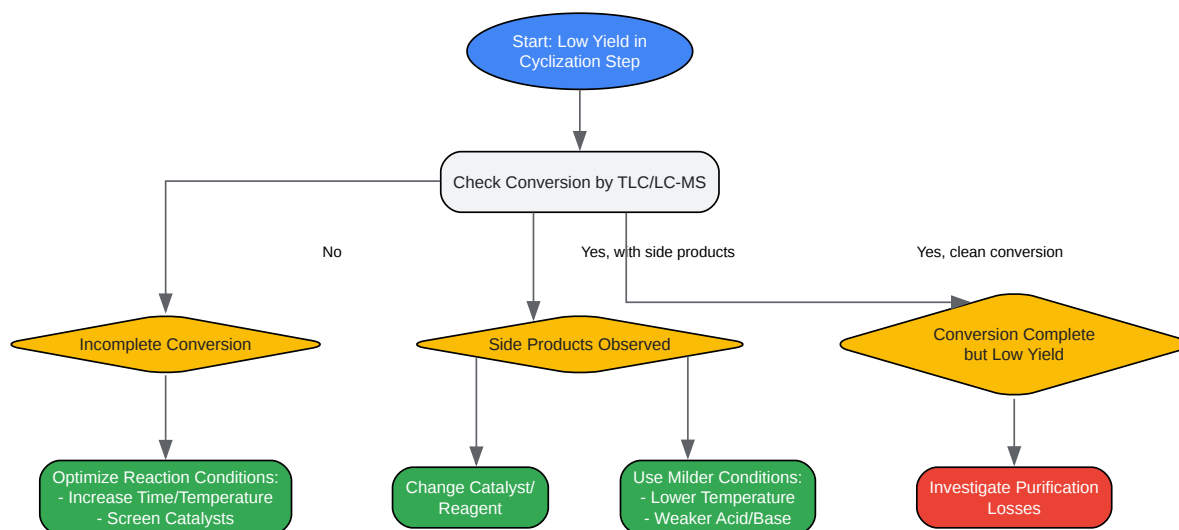 Start: Low Yield in
Cyclization Step
Check Conversion by TLC/LC-MS
No
Yes, with side products
Yes, clean conversion
Incomplete Conversion
Side Products Observed
Conversion Complete
but Low Yield
Optimize Reaction Conditions:
- Increase Time/Temperature
- Screen Catalysts
Change Catalyst/
Reagent
Use Milder Conditions:
- Lower Temperature
- Weaker Acid/Base
Investigate Purification
Losses